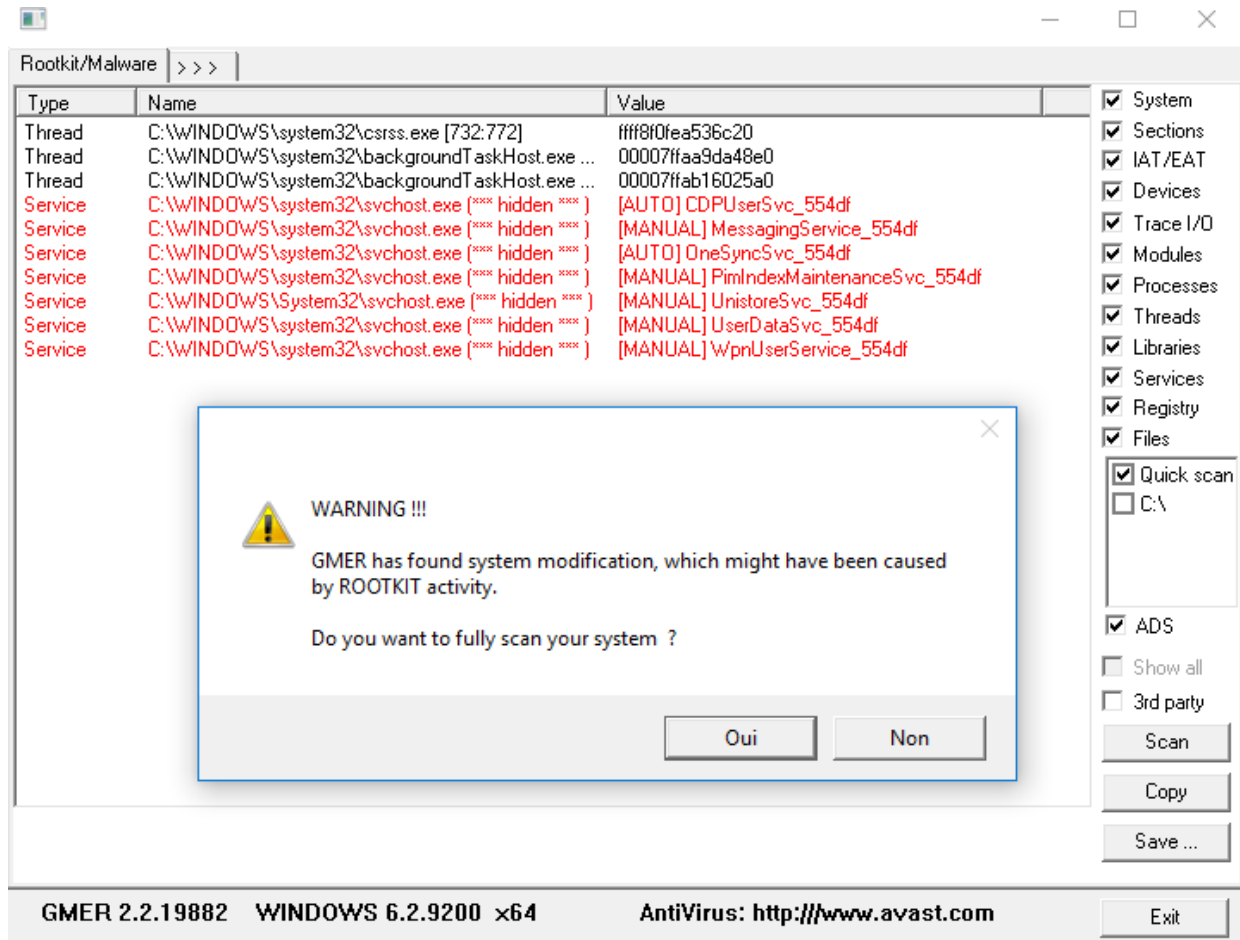 Rootkit/Malware > > >
Type Name Value
Thread C:\WINDOWS\system32\csrss.exe [732:772] ffff8f0fea536c20
Thread C:\WINDOWS\system32\backgroundTaskHost.exe ... 00007ffaa9da48e0
Thread C:\WINDOWS\system32\backgroundTaskHost.exe ... 00007ffab16025a0
Service C:\WINDOWS\system32\svchost.exe (*** hidden *** ) [AUTO] CDPUserSvc_554df
Service C:\WINDOWS\system32\svchost.exe (*** hidden *** ) [MANUAL] MessagingService_554df
Service C:\WINDOWS\system32\svchost.exe (*** hidden *** ) [AUTO] OneSyncSvc_554df
Service C:\WINDOWS\system32\svchost.exe (*** hidden *** ) [MANUAL] PimIndexMaintenanceSvc_554df
Service C:\WINDOWS\System32\svchost.exe (*** hidden *** ) [MANUAL] UnistoreSvc_554df
Service C:\WINDOWS\system32\svchost.exe (*** hidden *** ) [MANUAL] UserDataSvc_554df
Service C:\WINDOWS\system32\svchost.exe (*** hidden *** ) [MANUAL] WpnUserService_554df
WARNING !!!
GMER has found system modification, which might have been caused
by ROOTKIT activity.
Do you want to fully scan your system ?
Oui Non
System
Sections
IAT/EAT
Devices
Trace I/O
Modules
Processes
Threads
Libraries
Services
Registry
Files
Quick scan
C:\
ADS
Show all
3rd party
Scan
Copy
Save ...
GMER 2.2.19882 WINDOWS 6.2.9200 x64 AntiVirus: http:///www.avast.com Exit